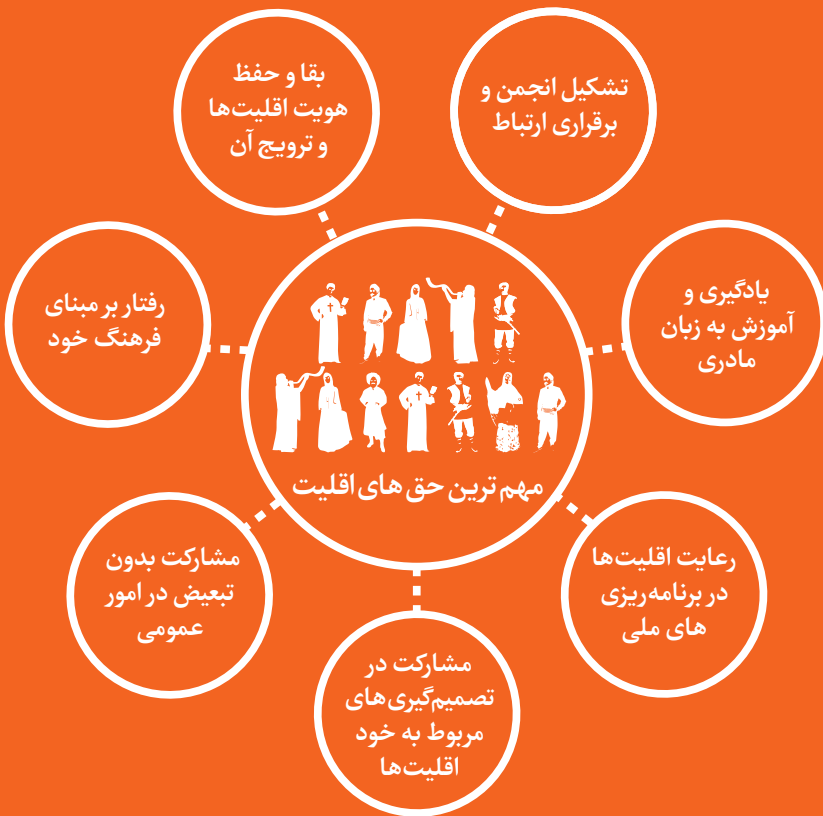 تشکیل انجمن و
برقراری ارتباط
بقا و حفظ
هویت اقلیت‌ها
و ترویج آن
یادگیری و
آموزش به زبان
مادری
رفتار بر مبنای
فرهنگ خود
مهم ترین حق های اقلیت
رعایت اقلیت‌ها
در برنامه‌ریزی
های ملی
مشارکت بدون
تبعیض در امور
عمومی
مشارکت در
تصمیم‌گیری‌های
مربوط به خود
اقلیت‌ها